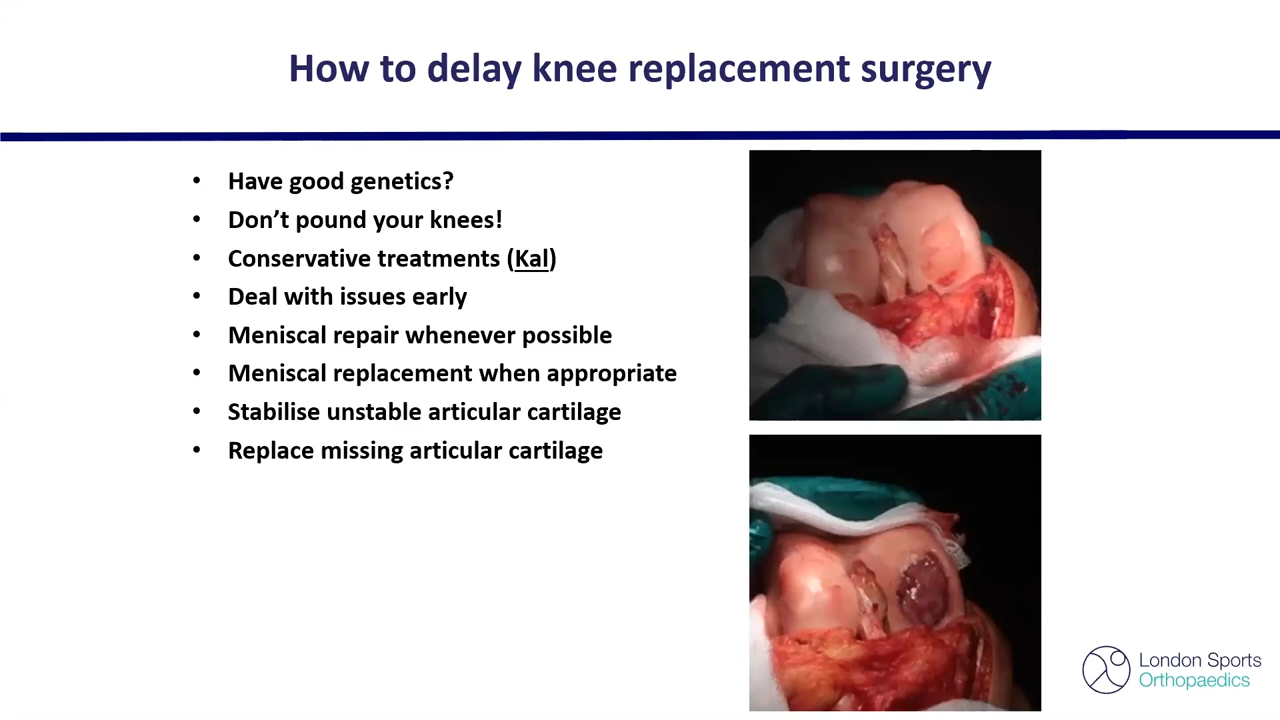 How to delay knee replacement surgery
• Have good genetics?
• Don’t pound your knees!
• Conservative treatments (Kal)
• Deal with issues early
• Meniscal repair whenever possible
• Meniscal replacement when appropriate
• Stabilise unstable articular cartilage
• Replace missing articular cartilage
London Sports
Orthopaedics